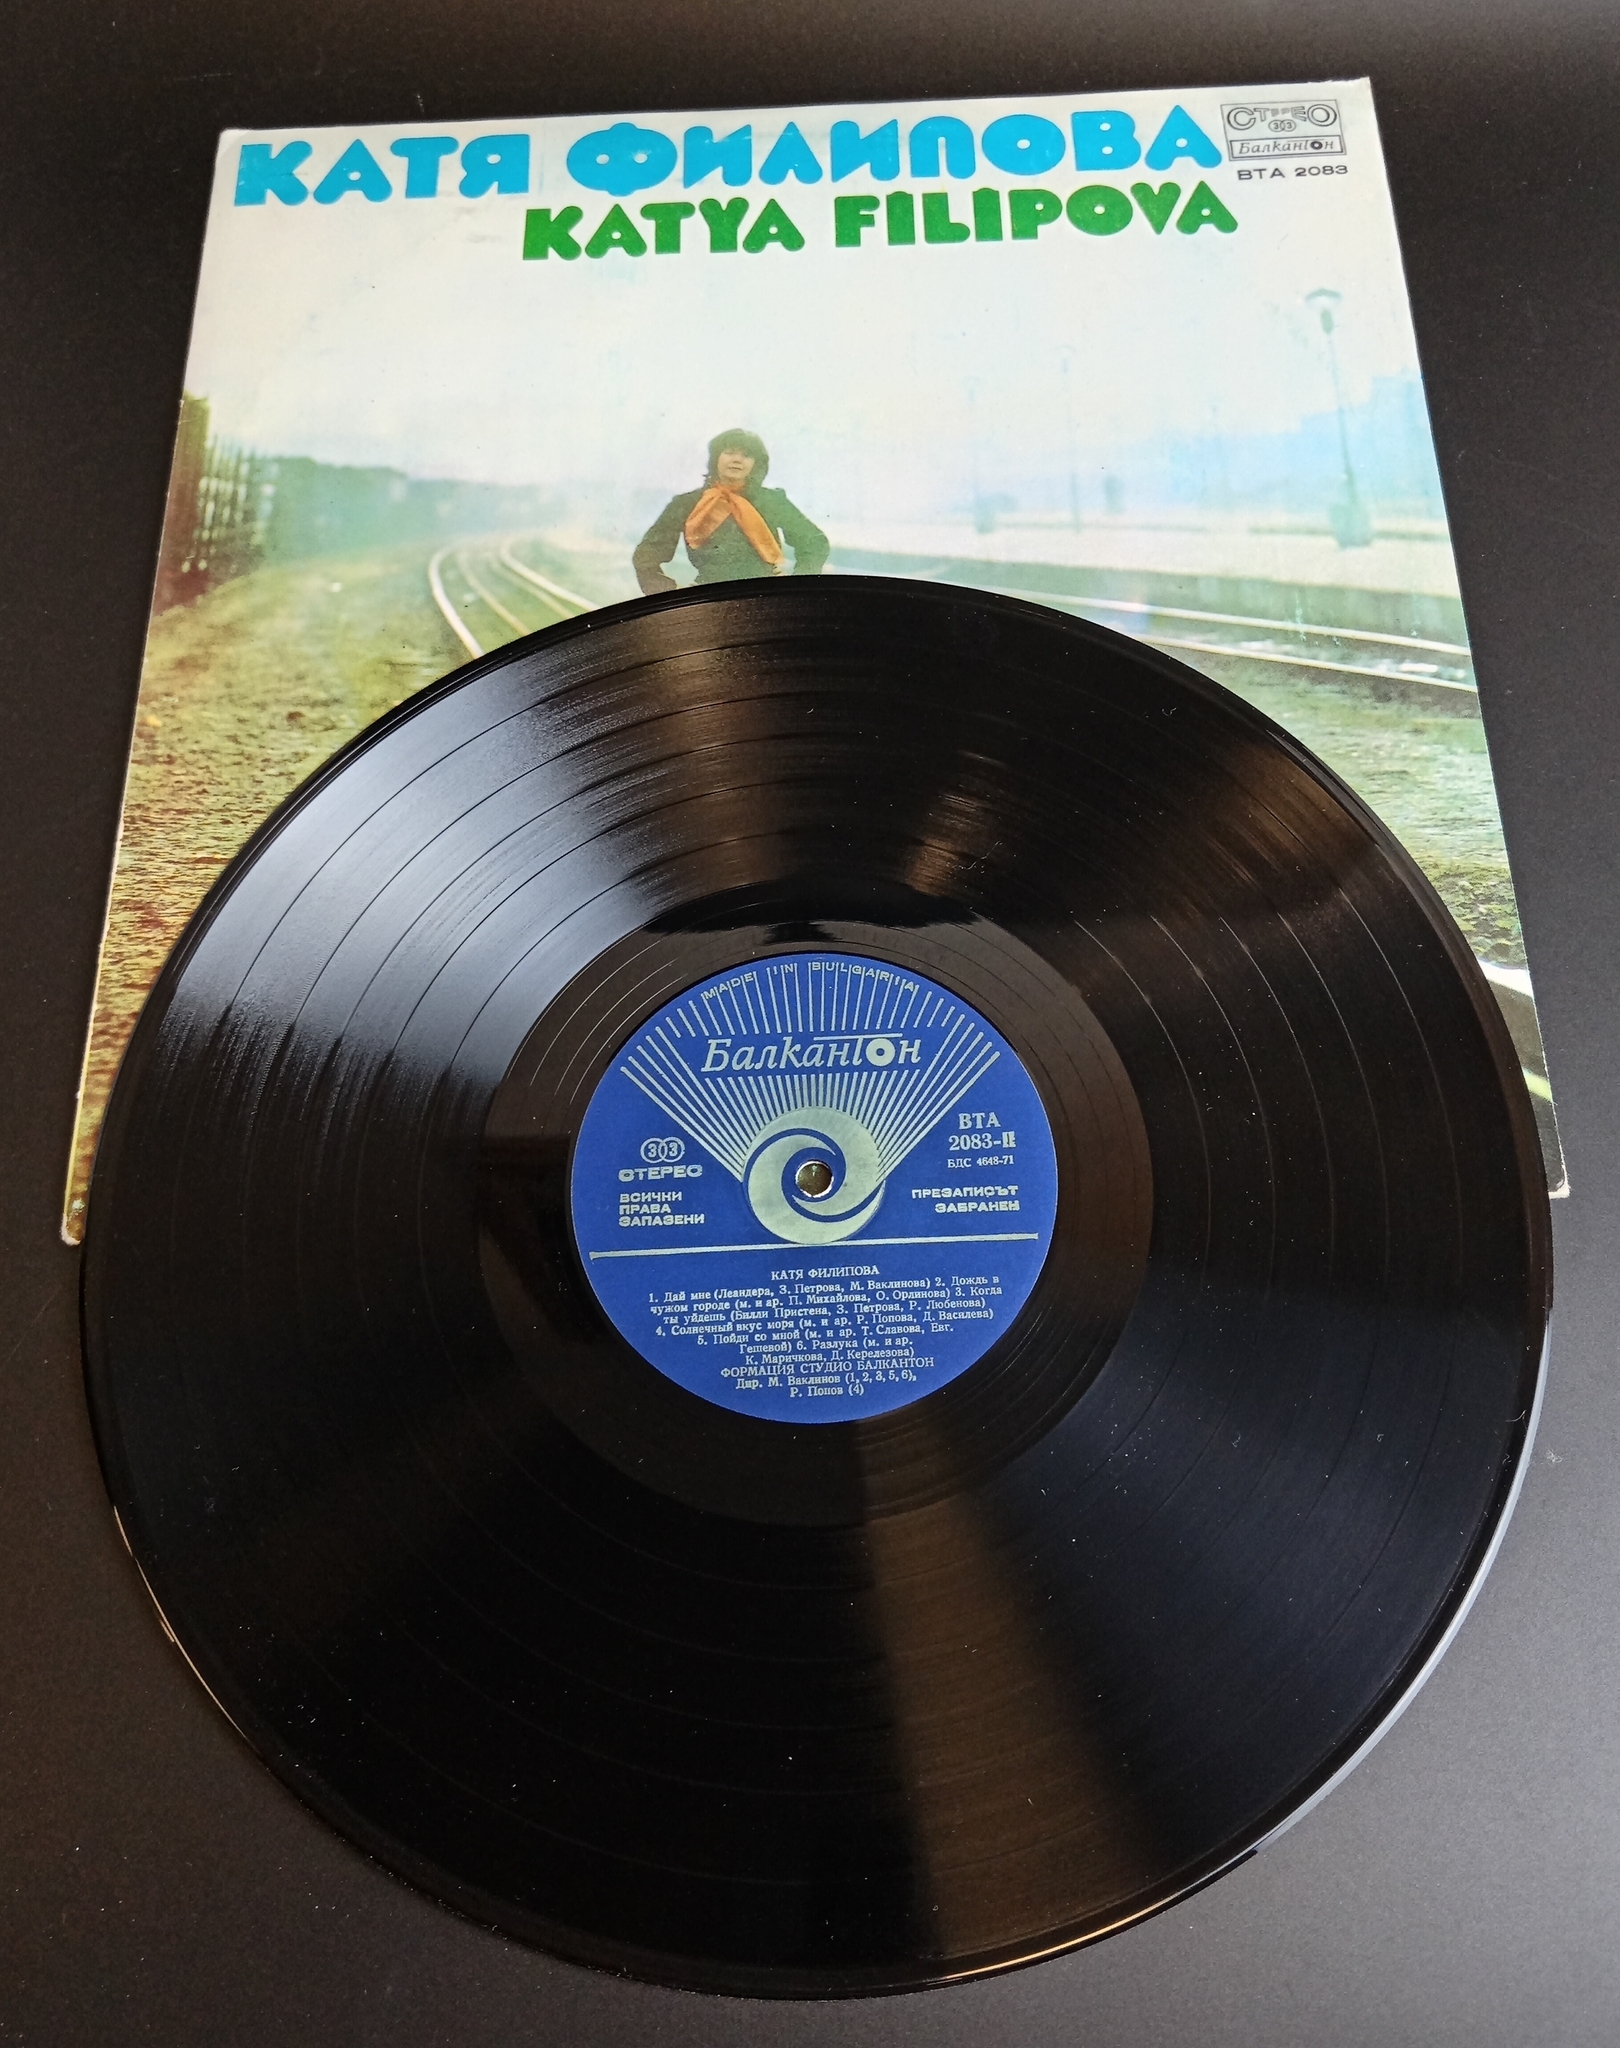 КАТЯ ФИЛИПОВА
KATYA FILIPOVA
СТЕРЕО
33
Балкантон
ВТА 2083
MADE IN BULGARIA
Балкантон
33
СТЕРЕО
ВСИЧКИ
ПРАВА
ЗАПАЗЕНИ
ВТА
2083-II
БДС 4648-71
ПРЕЗАПИСЪТ
ЗАБРАНЕН
КАТЯ ФИЛИПОВА
1. Дай мне (Леандера, З. Петрова, М. Ваклинова) 2. Дождь в
чужом городе (м. и ар. П. Михайлова, О. Орлинова) 3. Когда
ты уйдешь (Билли Пристена, З. Петрова, Р. Любенова)
4. Солнечный вкус моря (м. и ар. Р. Попова, Д. Василева)
5. Пойди со мной (м. и ар. Т. Славова, Евг.
Гешевой) 6. Разлука (м. и ар.
К. Маричкова, Д. Керелезова)
ФОРМАЦИЯ СТУДИО БАЛКАНТОН
Дир. М. Ваклинов (1, 2, 3, 5, 6),
Р. Попов (4)